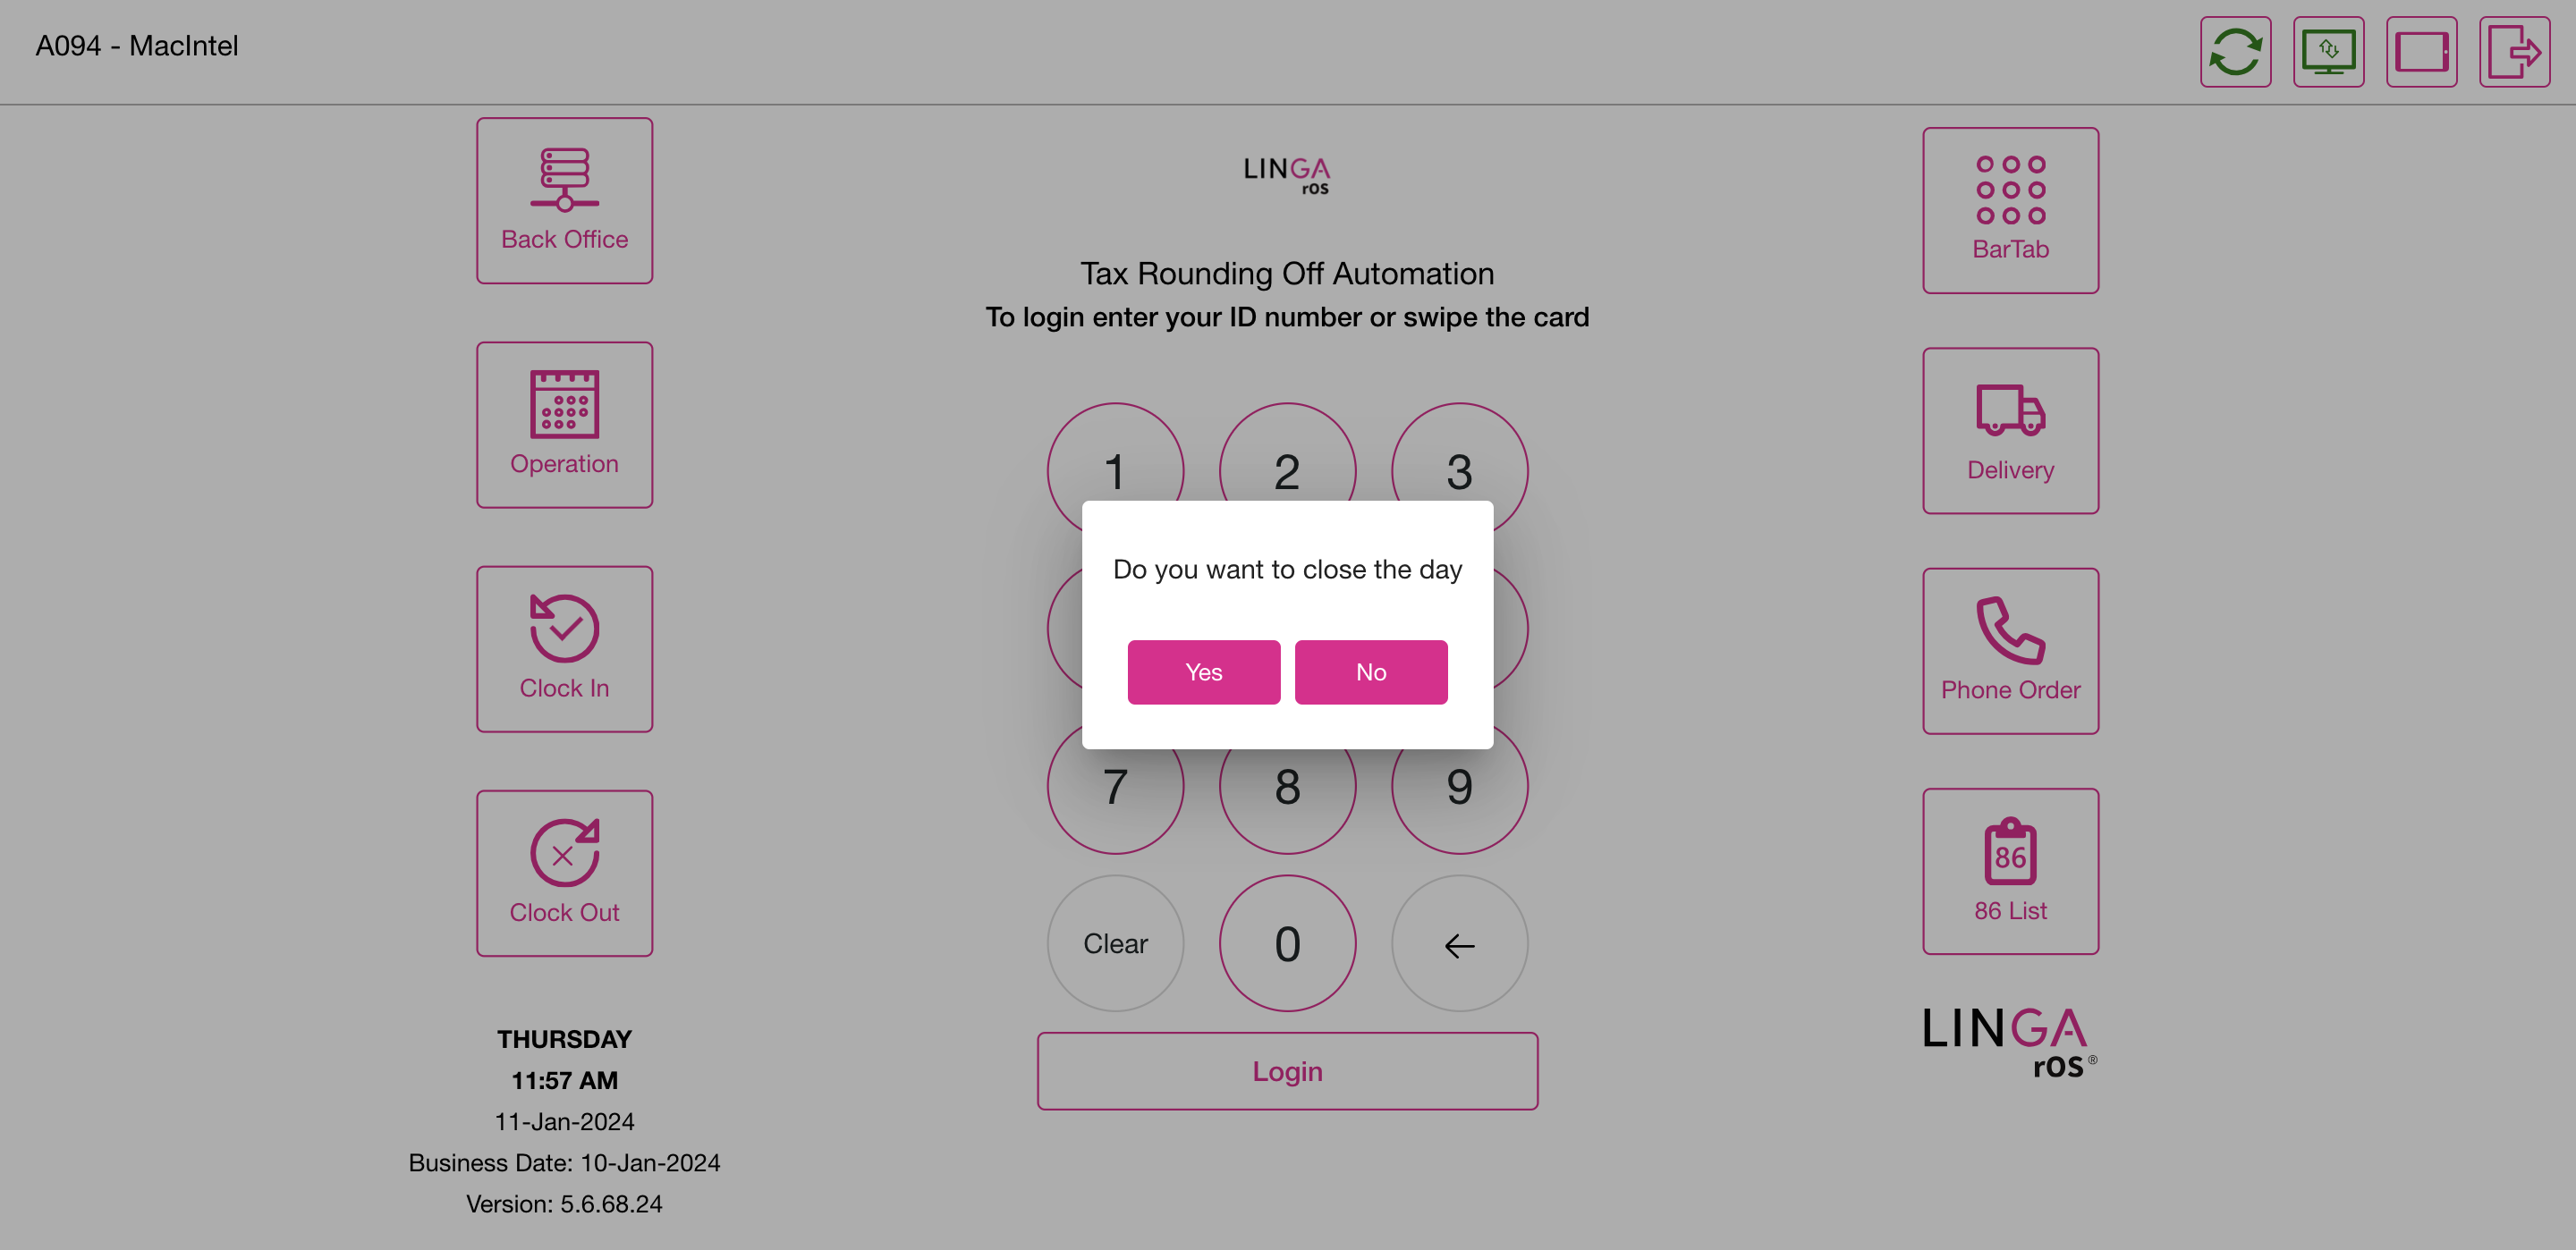 A094 - MacIntel
Back Office
Operation
Clock In
Clock Out
THURSDAY
11:57 AM
11-Jan-2024
Business Date: 10-Jan-2024
Version: 5.6.68.24
LINGA
rOS
Tax Rounding Off Automation
To login enter your ID number or swipe the card
1 2 3
Do you want to close the day
Yes No
7 8 9
Clear 0 ←
Login
BarTab
Delivery
Phone Order
86
86 List
LINGA
rOS ®